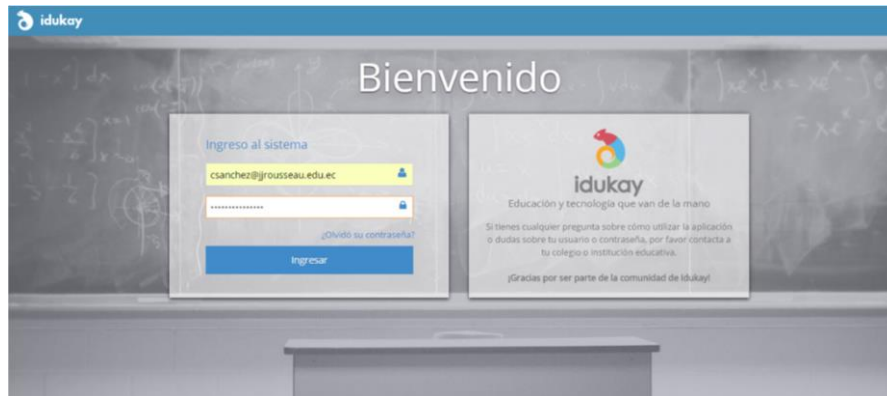 idukay
Bienvenido
Ingreso al sistema
csanchez@jjrousseau.edu.ec
¿Olvidó su contraseña?
Ingresar
idukay
Educación y tecnología que van de la mano
Si tienes cualquier pregunta sobre cómo utilizar la aplicación
o dudas sobre tu usuario o contraseña, por favor contacta a
tu colegio o institución educativa.
¡Gracias por ser parte de la comunidad de Idukay!